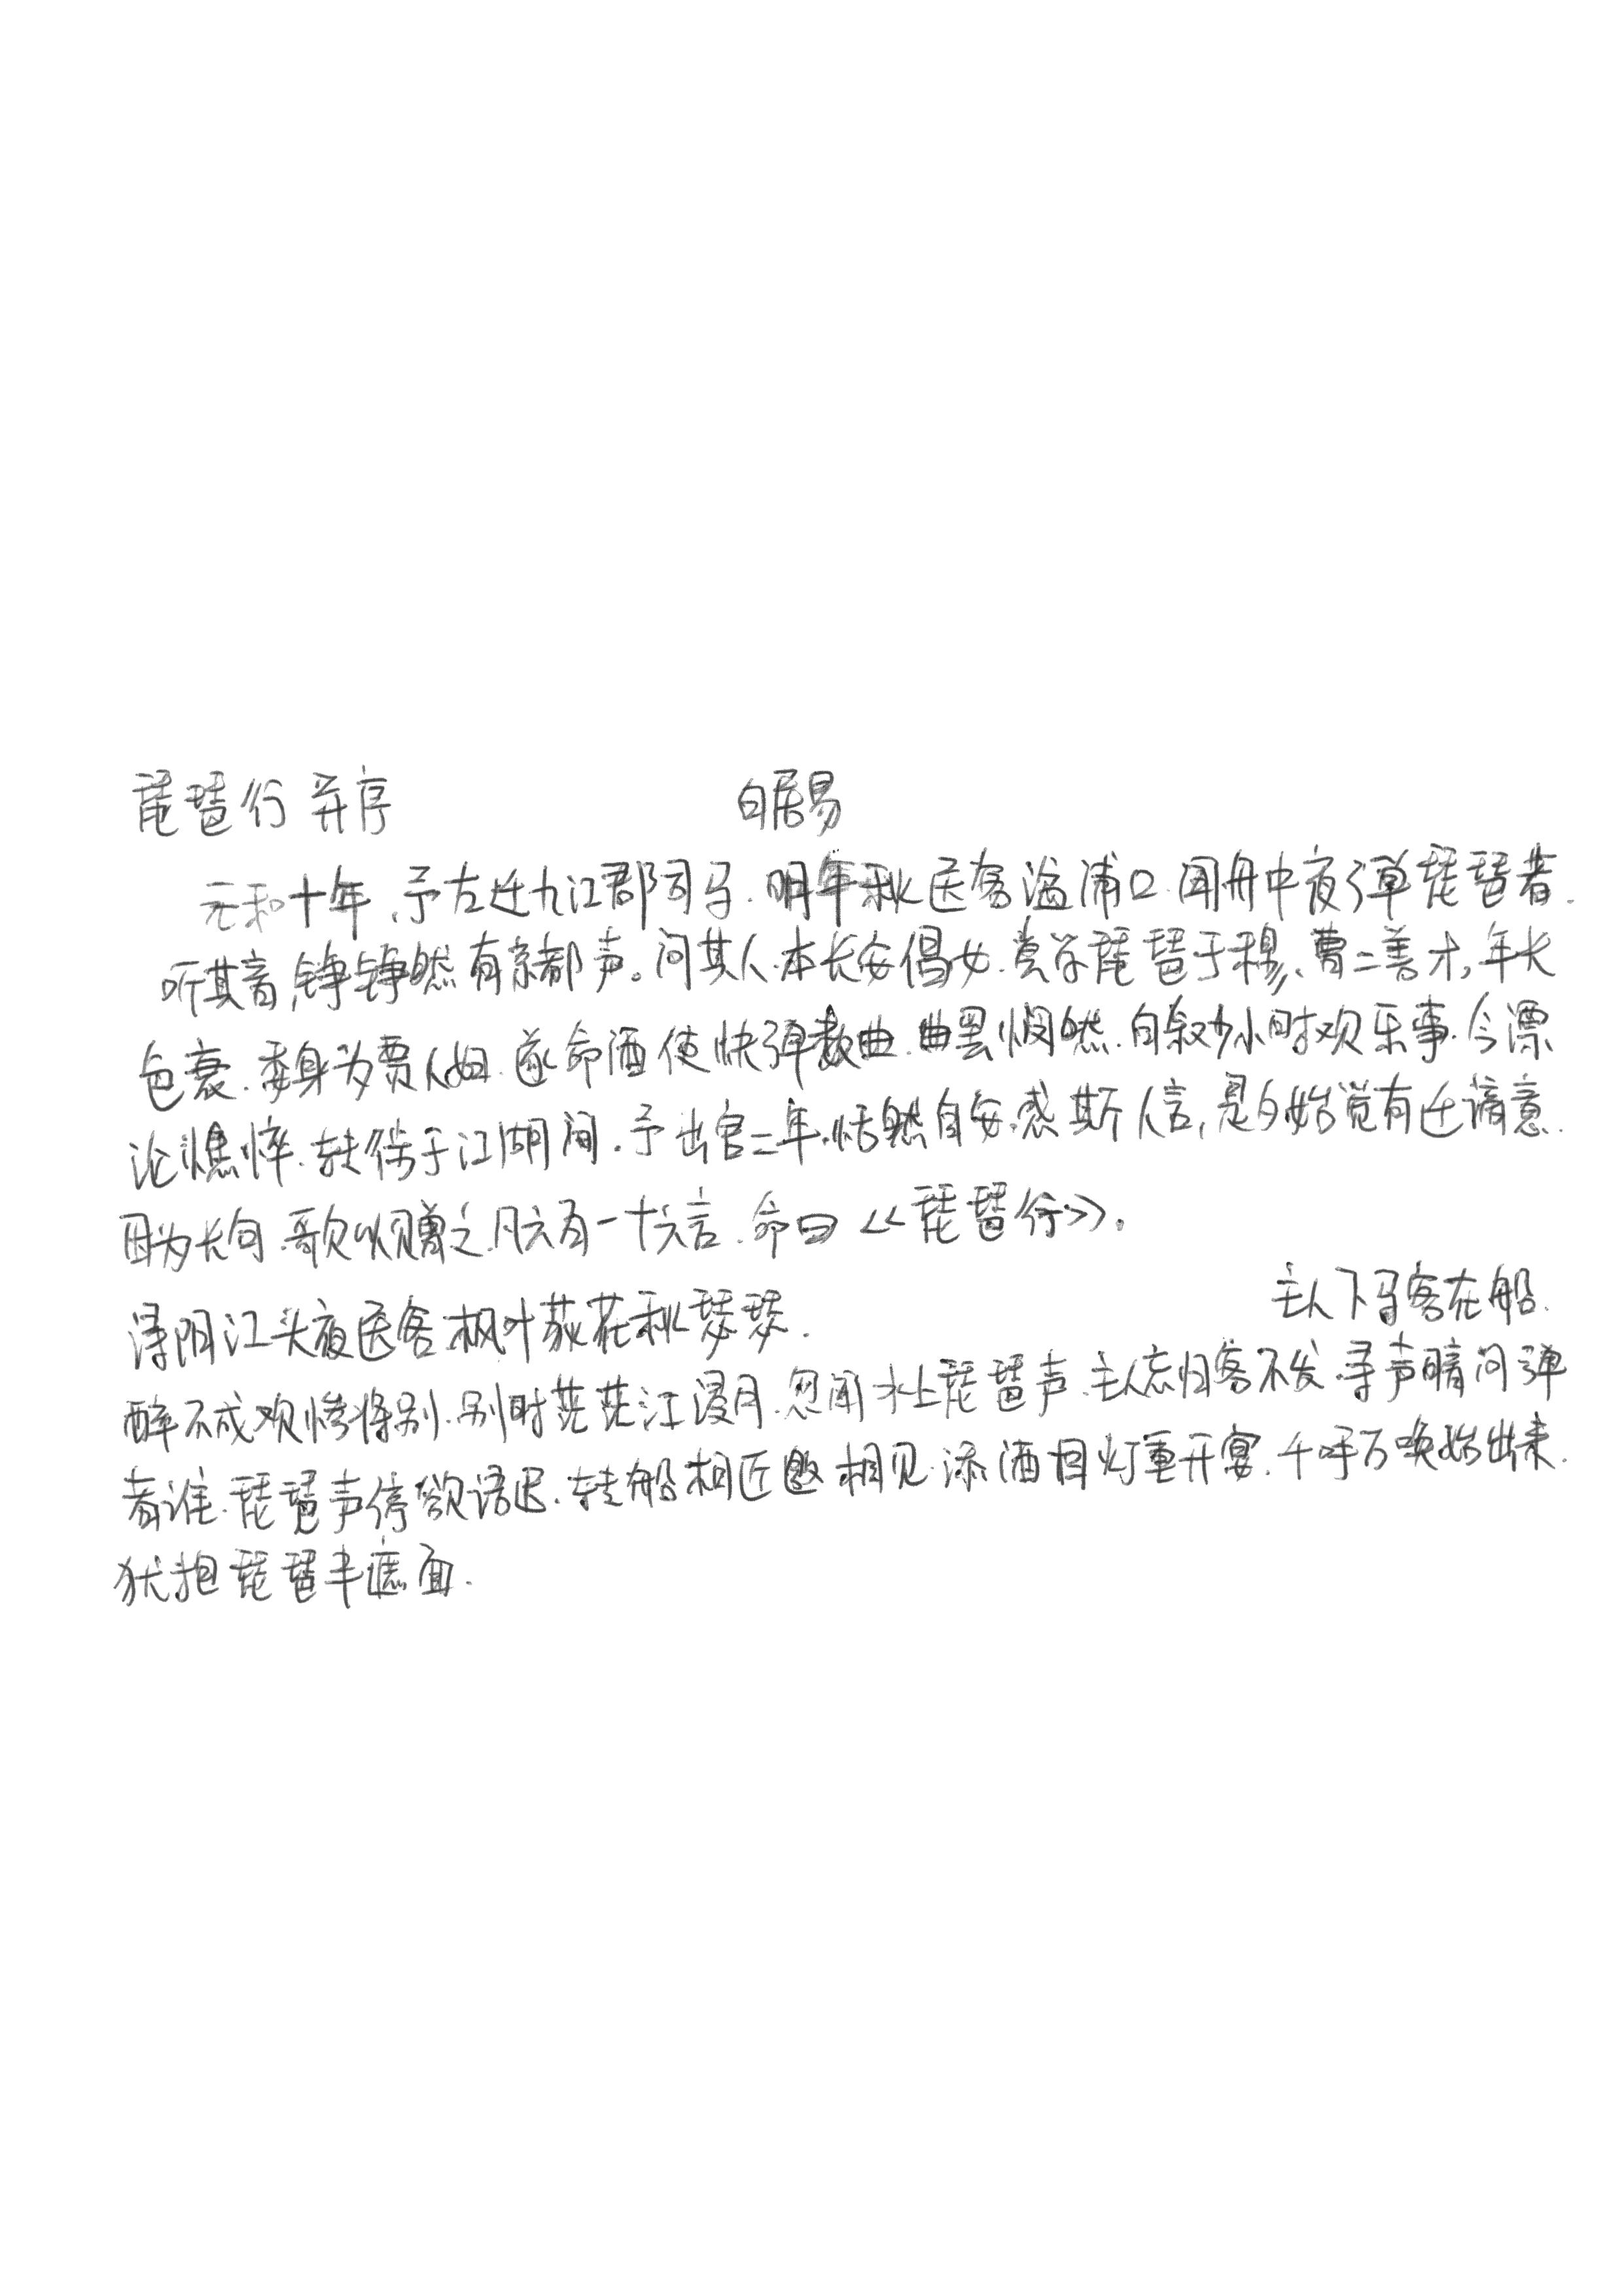 琵琶行 并序 白居易
元和十年,予左迁九江郡司马.明年秋送客湓浦口.闻舟中夜弹琵琶者.
听其音,铮铮然有京都声。问其人.本长安倡女.尝学琵琶于穆、曹二善才,年长
色衰.委身为贾人妇.遂命酒使快弹数曲.曲罢悯然.自叙少小时欢乐事.今漂
沦憔悴.转徙于江湖间.予出官二年.恬然自安.感斯人言,是夕始觉有迁谪意.
因为长句.歌以赠之.凡六百一十六言.命曰《琵琶行》.
浔阳江头夜送客.枫叶荻花秋瑟瑟. 主人下马客在船.
醉不成欢惨将别.别时茫茫江浸月.忽闻水上琵琶声.主人忘归客不发.寻声暗问弹
者谁.琵琶声停欲语迟.转船相近邀相见.添酒回灯重开宴.千呼万唤始出来.
犹抱琵琶半遮面.